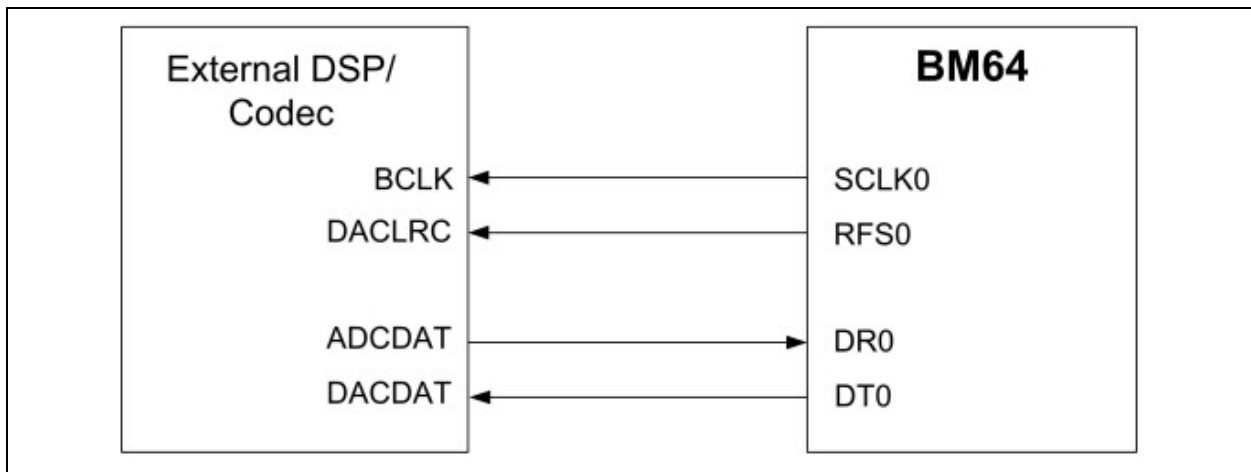 External DSP/
Codec
BCLK
DACLRC
ADCDAT
DACDAT
BM64
SCLK0
RFS0
DR0
DT0